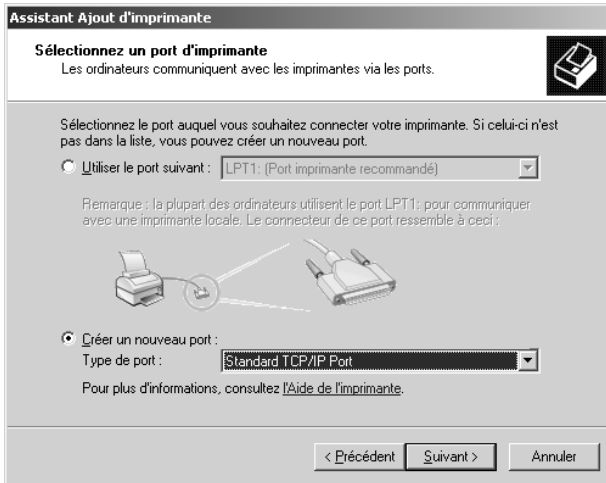 Assistant Ajout d'imprimante
Sélectionnez un port d'imprimante
Les ordinateurs communiquent avec les imprimantes via les ports.
Sélectionnez le port auquel vous souhaitez connecter votre imprimante. Si celui-ci n'est
pas dans la liste, vous pouvez créer un nouveau port.
Utiliser le port suivant : LPT1: (Port imprimante recommandé)
Remarque : la plupart des ordinateurs utilisent le port LPT1: pour communiquer
avec une imprimante locale. Le connecteur de ce port ressemble à ceci :
Créer un nouveau port :
Type de port : Standard TCP/IP Port
Pour plus d'informations, consultez l'Aide de l'imprimante.
< Précédent Suivant > Annuler